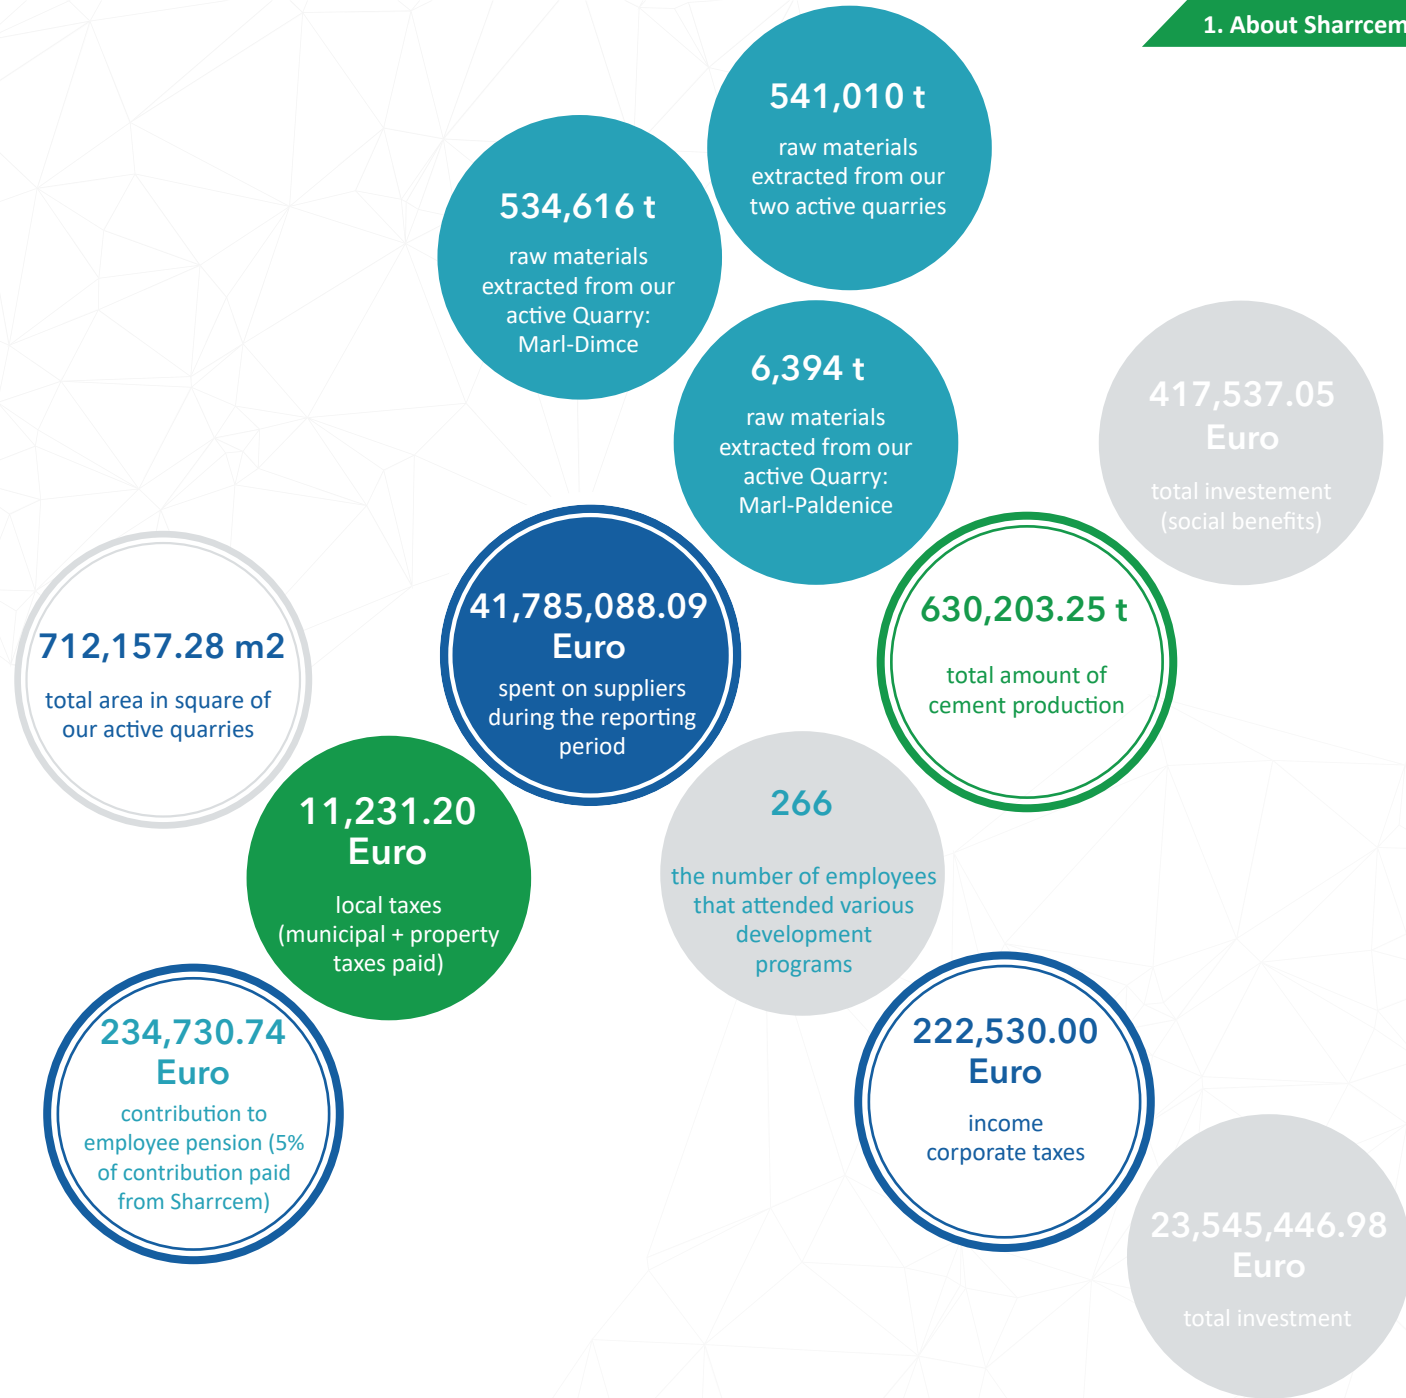 1. About Sharrcem
541,010 t
raw materials
extracted from our
two active quarries
534,616 t
raw materials
extracted from our
active Quarry:
Marl-Dimce
6,394 t
raw materials
extracted from our
active Quarry:
Marl-Paldenice
417,537.05
Euro
total investement
(social benefits)
712,157.28 m2
total area in square of
our active quarries
41,785,088.09
Euro
spent on suppliers
during the reporting
period
630,203.25 t
total amount of
cement production
11,231.20
Euro
local taxes
(municipal + property
taxes paid)
266
the number of employees
that attended various
development
programs
234,730.74
Euro
contribution to
employee pension (5%
of contribution paid
from Sharrcem)
222,530.00
Euro
income
corporate taxes
23,545,446.98
Euro
total investment